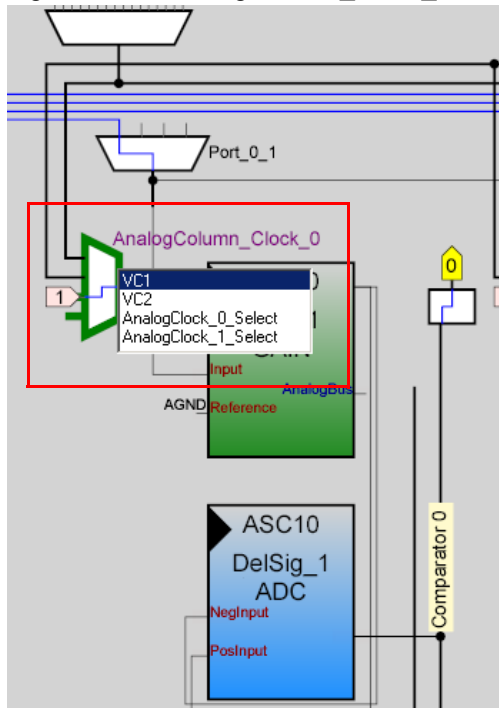 Port_0_1
AnalogColumn_Clock_0
0
1
VC1
VC2
AnalogClock_0_Select
AnalogClock_1_Select
GAIN
Input
AnalogBus
AGND
Reference
ASC10
DelSig_1
ADC
NegInput
PosInput
Comparator 0